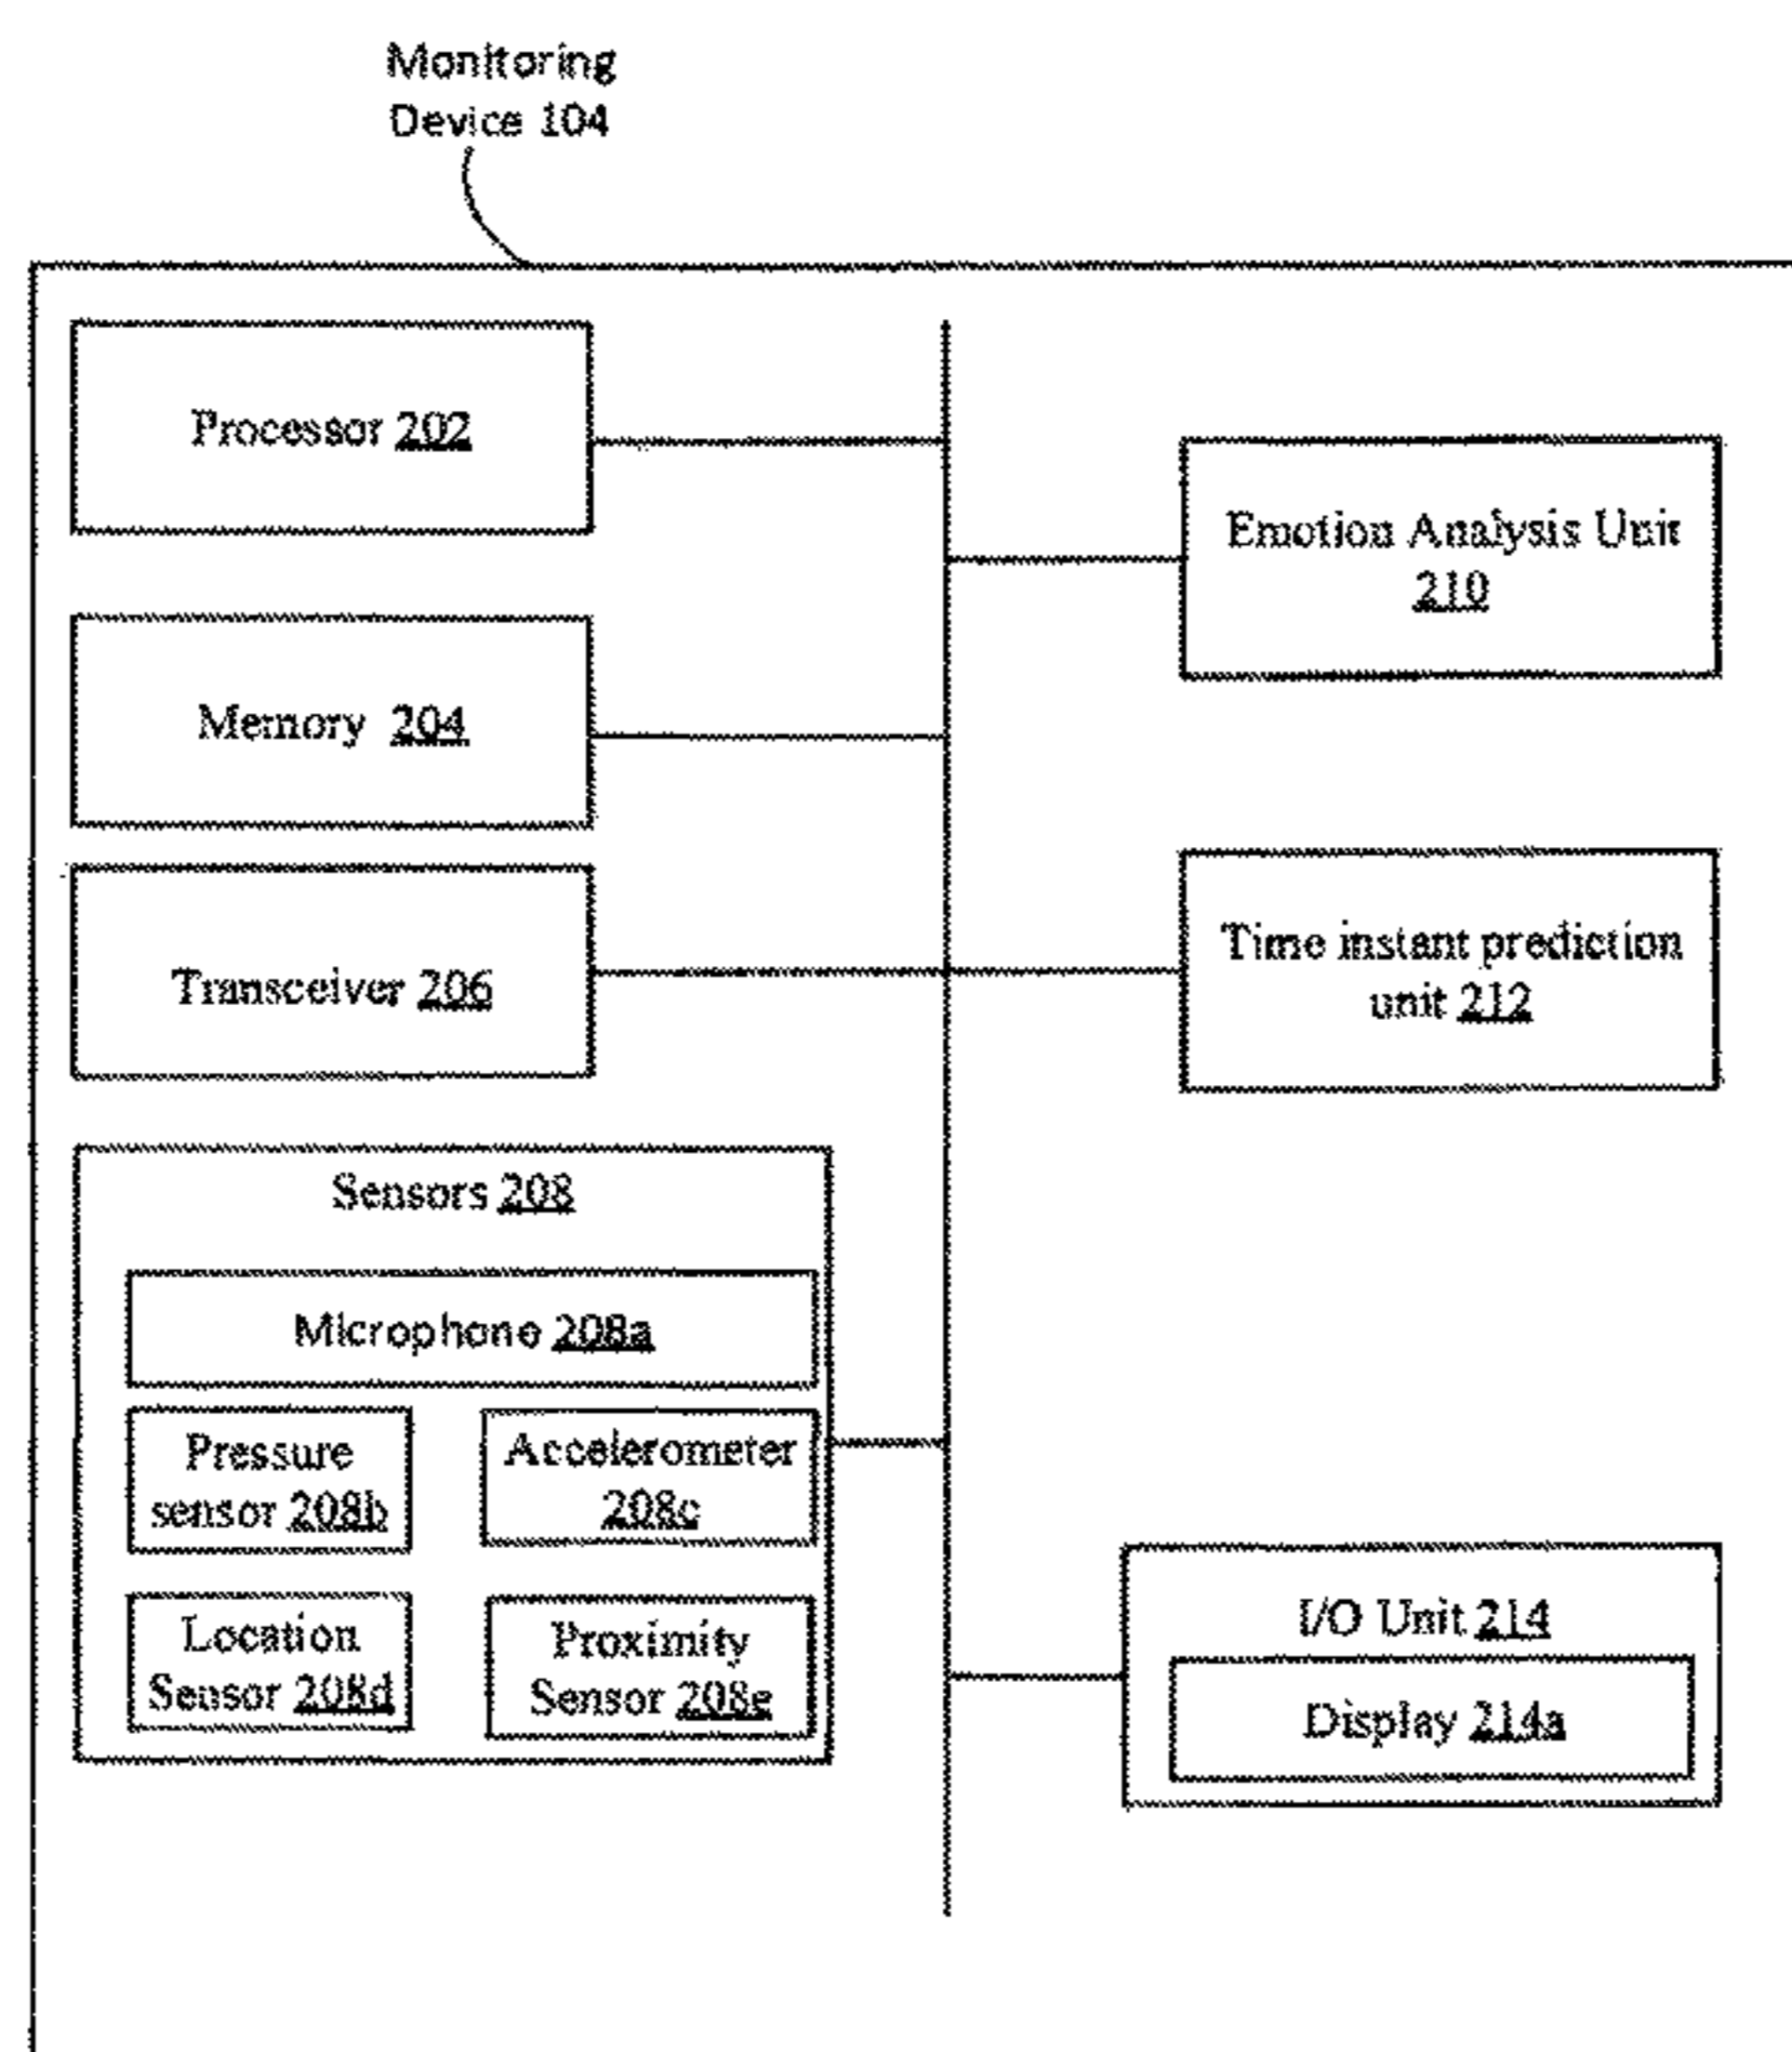 Monitoring
Device 104
Processor 202
Emotion Analysis Unit
210
Memory 204
Time instant prediction
unit 212
Transceiver 206
Sensors 208
Microphone 208a
Pressure
sensor 208b
Accelerometer
208c
Location
Sensor 208d
Proximity
Sensor 208e
I/O Unit 214
Display 214a